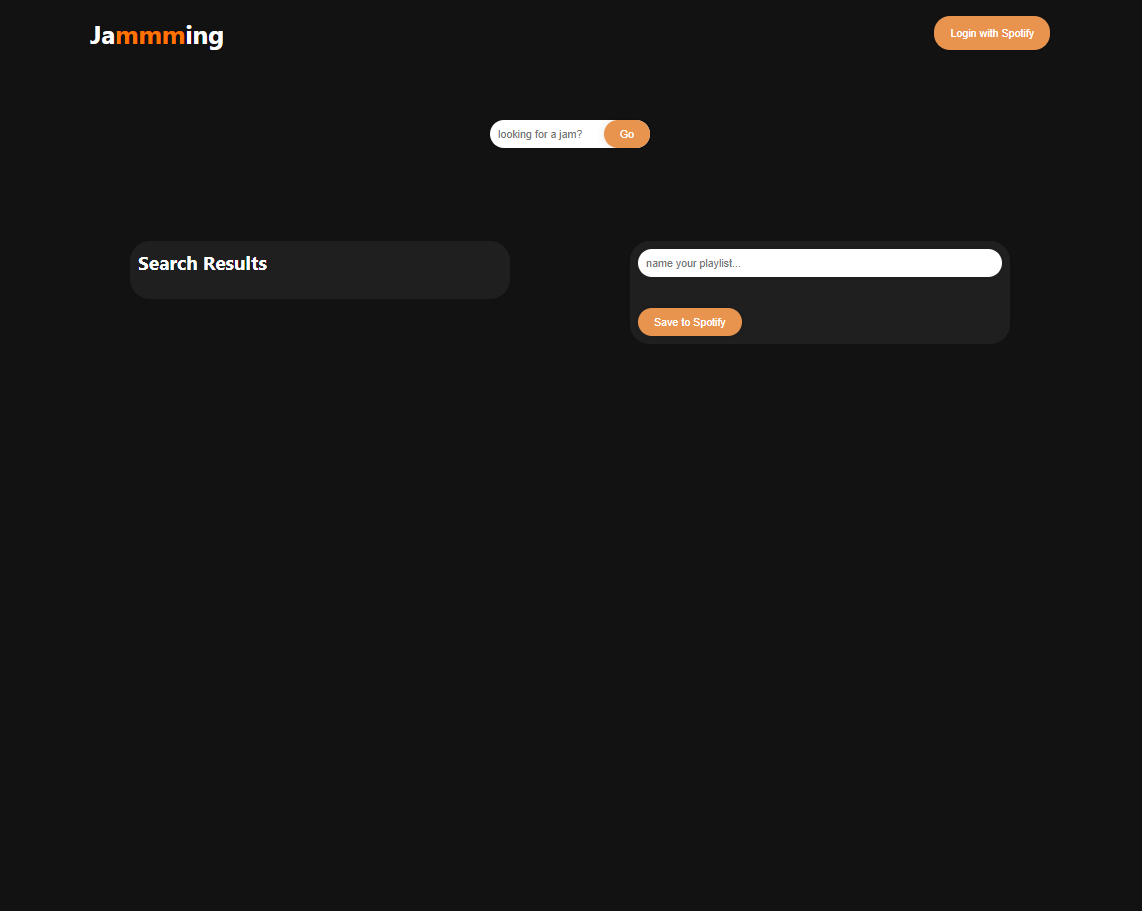 Jammming
Login with Spotify
looking for a jam?
Go
Search Results
name your playlist...
Save to Spotify